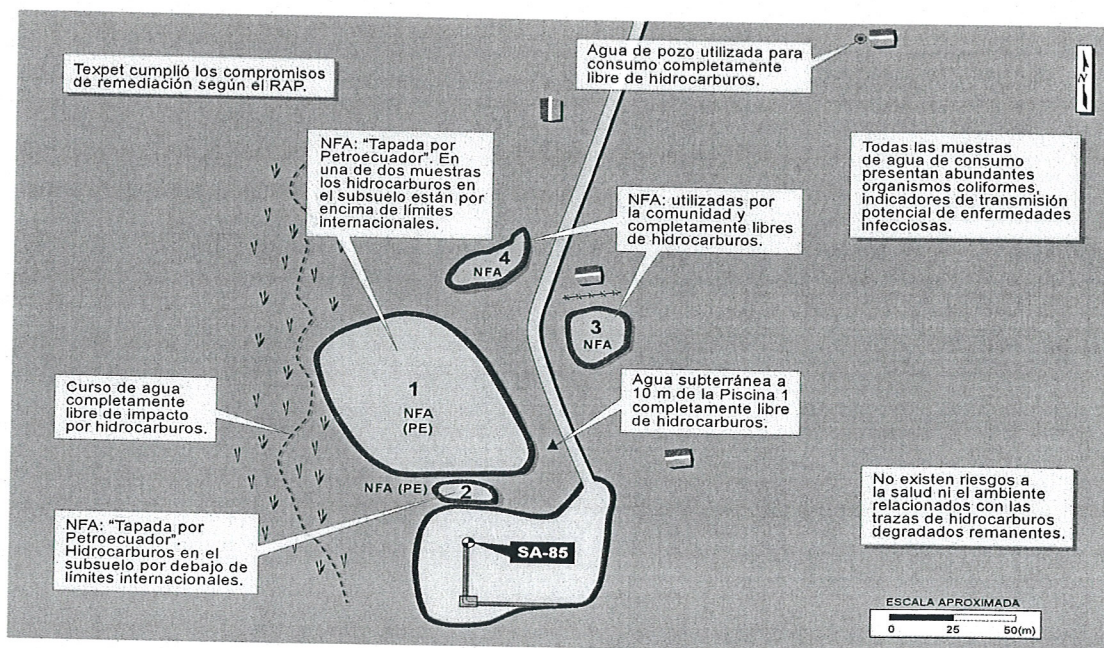 Texpet cumplió los compromisos
de remediación según el RAP.
Agua de pozo utilizada para
consumo completamente
libre de hidrocarburos.
N
NFA: "Tapada por
Petroecuador". En
una de dos muestras
los hidrocarburos en
el subsuelo están por
encima de límites
internacionales.
NFA: utilizadas por
la comunidad y
completamente libres
de hidrocarburos.
Todas las muestras
de agua de consumo
presentan abundantes
organismos coliformes,
indicadores de transmisión
potencial de enfermedades
infecciosas.
4
NFA
3
NFA
1
NFA
(PE)
Curso de agua
completamente
libre de impacto
por hidrocarburos.
Agua subterránea a
10 m de la Piscina 1
completamente libre
de hidrocarburos.
NFA (PE)
2
NFA: "Tapada por
Petroecuador".
Hidrocarburos en el
subsuelo por debajo de
límites internacionales.
SA-85
No existen riesgos a
la salud ni el ambiente
relacionados con las
trazas de hidrocarburos
degradados remanentes.
ESCALA APROXIMADA
0 25 50(m)